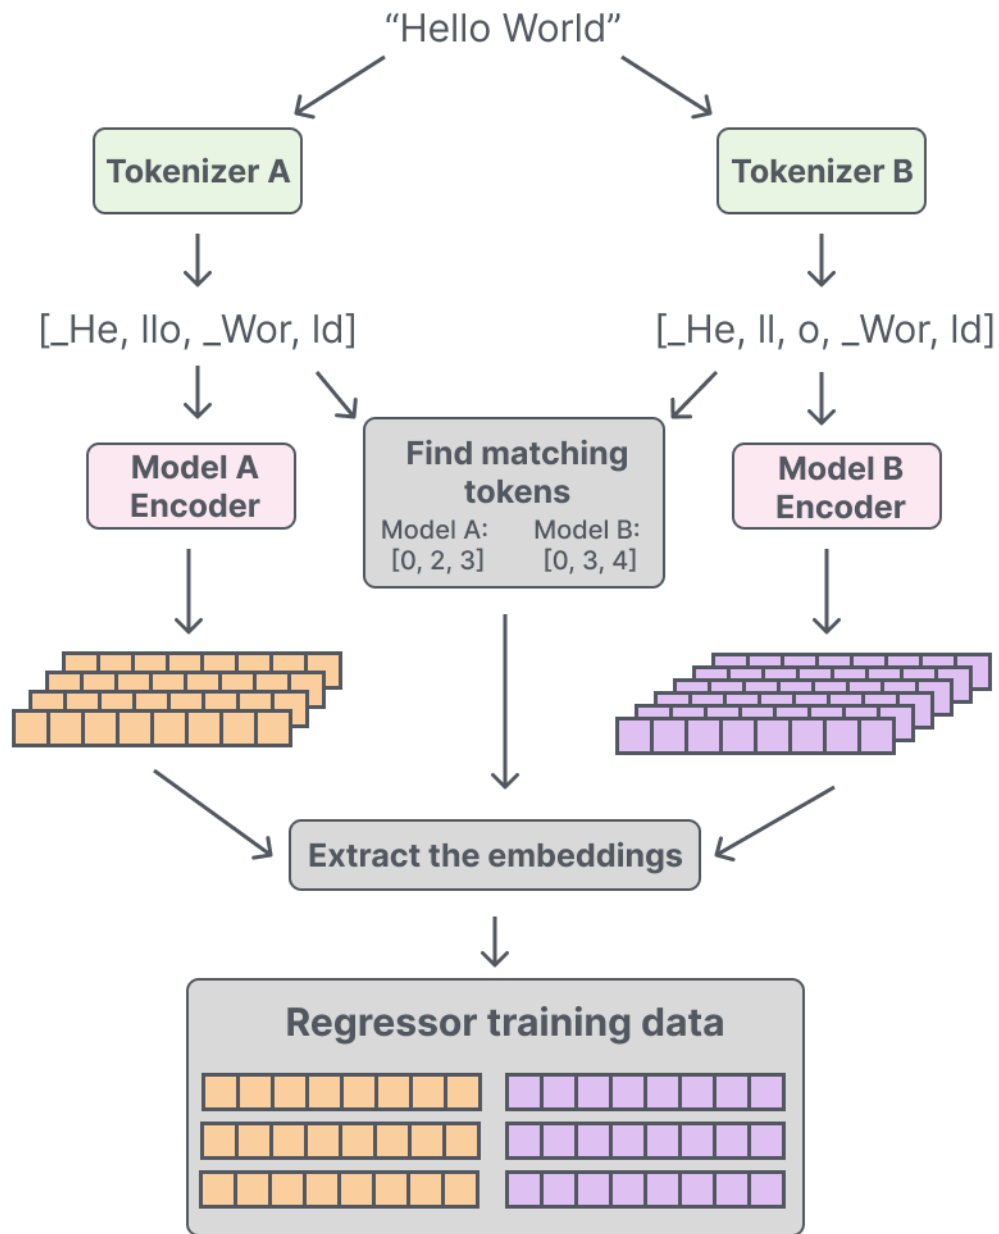 “Hello World”
Tokenizer A
Tokenizer B
[_He, llo, _Wor, ld]
[_He, ll, o, _Wor, ld]
Model A
Encoder
Find matching
tokens
Model A:
[0, 2, 3]
Model B:
[0, 3, 4]
Model B
Encoder
Extract the embeddings
Regressor training data